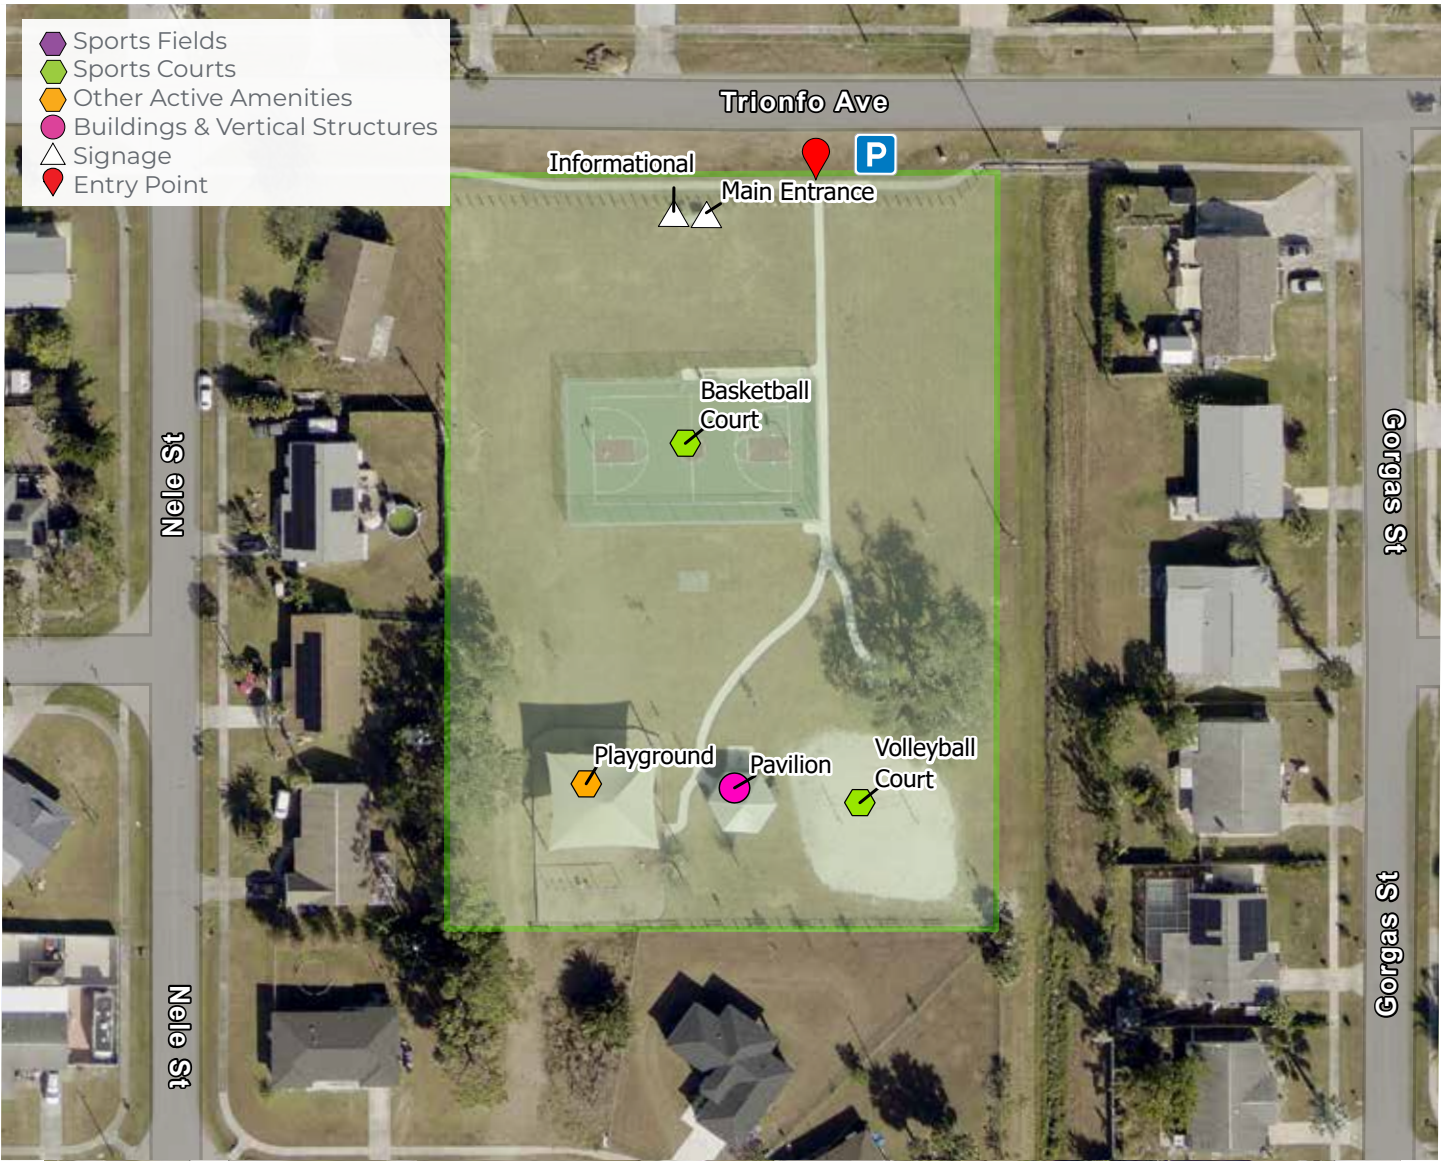 Sports Fields
Sports Courts
Other Active Amenities
Buildings & Vertical Structures
Signage
Entry Point
Trionfo Ave
P
Informational
Main Entrance
Basketball
Court
Nele St
Gorgas St
Playground
Pavilion
Volleyball
Court
Gorgas St
Nele St